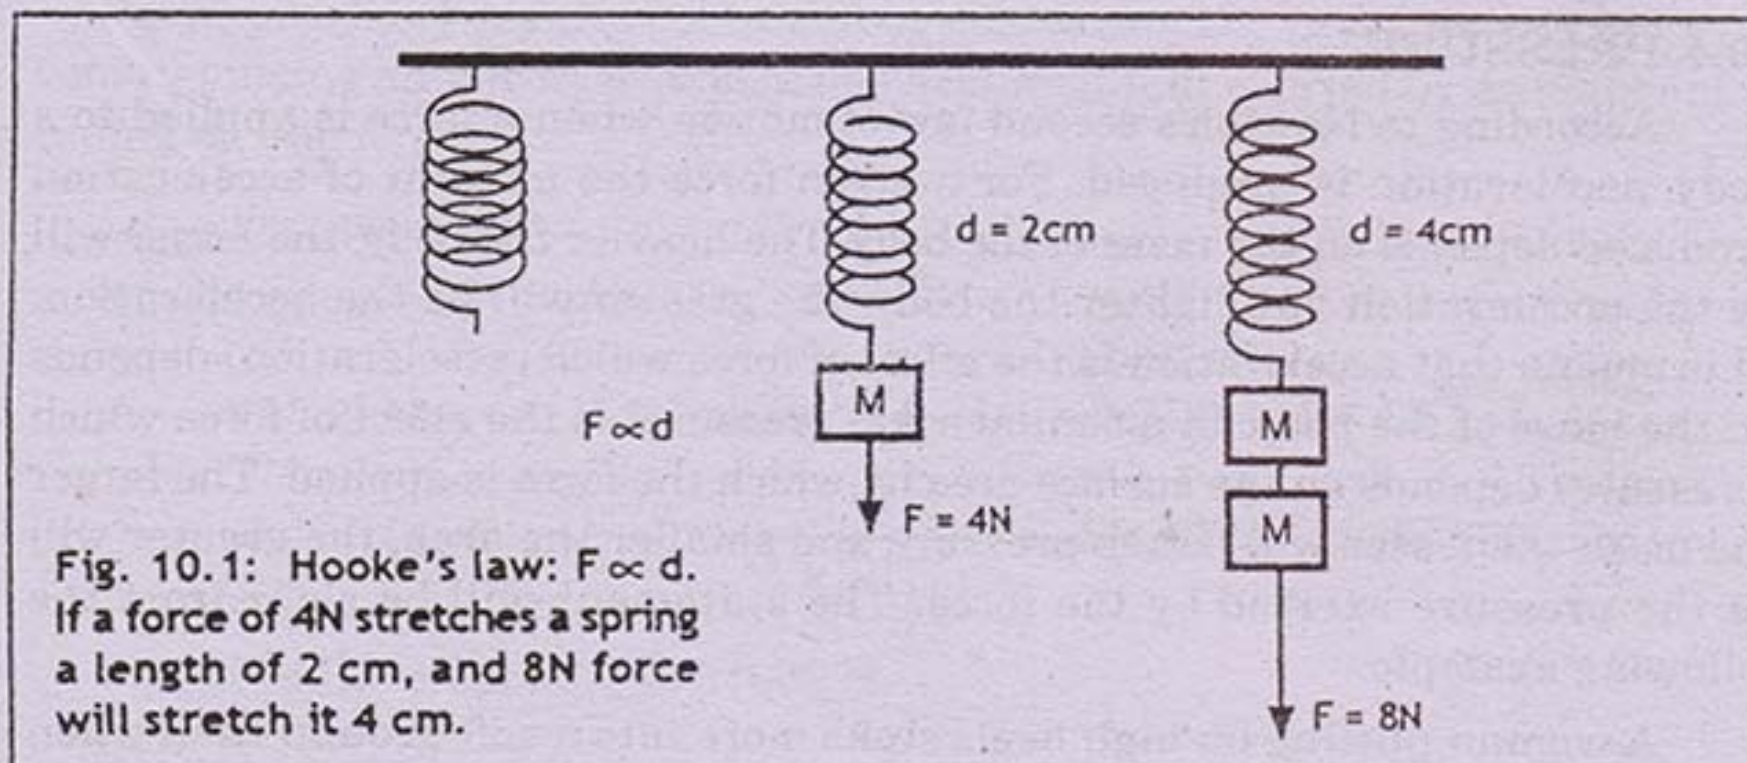 d = 2cm
d = 4cm
M
F ∝ d
M
F = 4N
M
Fig. 10.1: Hooke's law: F ∝ d.
If a force of 4N stretches a spring
a length of 2 cm, and 8N force
will stretch it 4 cm.
F = 8N